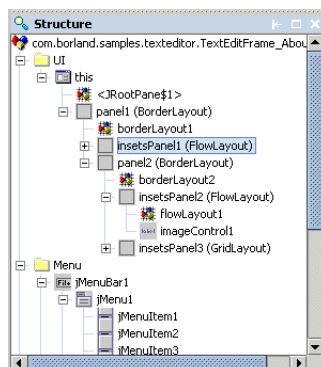 Structure
com.borland.samples.texteditor.TextEditFrame_Abou
UI
this
<JRootPane$1>
panel1 (BorderLayout)
borderLayout1
insetsPanel1 (FlowLayout)
panel2 (BorderLayout)
borderLayout2
insetsPanel2 (FlowLayout)
flowLayout1
imageControl1
insetsPanel3 (GridLayout)
Menu
jMenuBar1
jMenu1
jMenuItem1
jMenuItem2
jMenuItem3